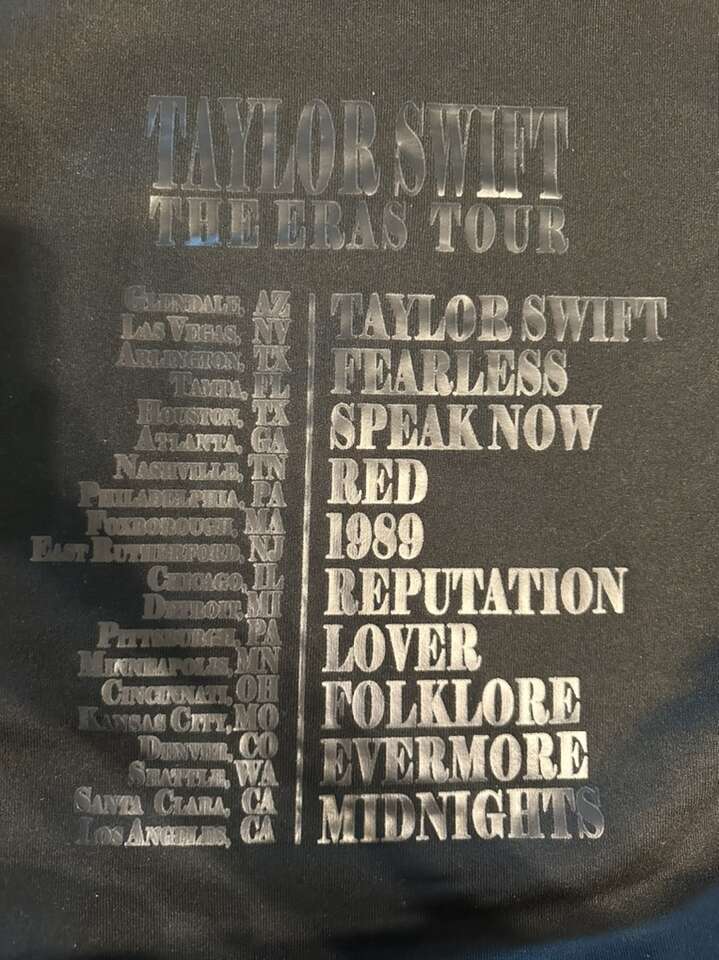 TAYLOR SWIFT
THE ERAS TOUR
GLENDALE, AZ
LAS VEGAS, NV
ARLINGTON, TX
TAMPA, FL
HOUSTON, TX
ATLANTA, GA
NASHVILLE, TN
PHILADELPHIA, PA
FOXBOROUGH, MA
EAST RUTHERFORD, NJ
CHICAGO, IL
DETROIT, MI
PITTSBURGH, PA
MINNEAPOLIS, MN
CINCINNATI, OH
KANSAS CITY, MO
DENVER, CO
SEATTLE, WA
SANTA CLARA, CA
LOS ANGELES, CA
TAYLOR SWIFT
FEARLESS
SPEAK NOW
RED
1989
REPUTATION
LOVER
FOLKLORE
EVERMORE
MIDNIGHTS